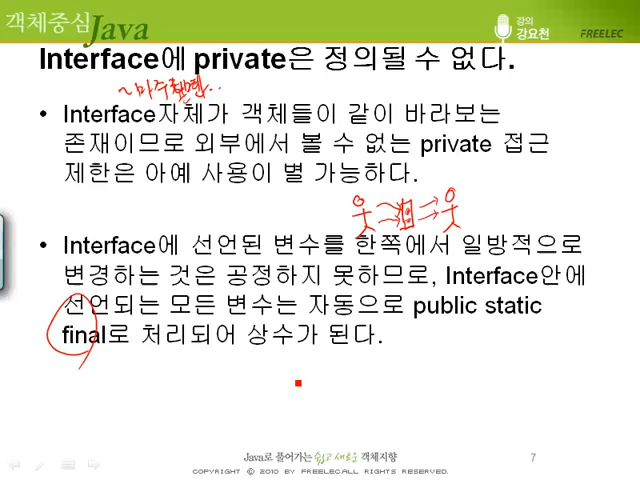 객체중심 Java
강의
강요천
FREELEC
Interface에 private은 정의될 수 없다.
• Interface자체가 객체들이 같이 바라보는
존재이므로 외부에서 볼 수 없는 private 접근
제한은 아예 사용이 별 가능하다.
• Interface에 선언된 변수를 한쪽에서 일방적으로
변경하는 것은 공정하지 못하므로, Interface안에
선언되는 모든 변수는 자동으로 public static
final로 처리되어 상수가 된다.
Java로 풀어가는 쉽고 새로운 객체지향
7
COPYRIGHT © 2010 BY FREELEC ALL RIGHTS RESERVED.